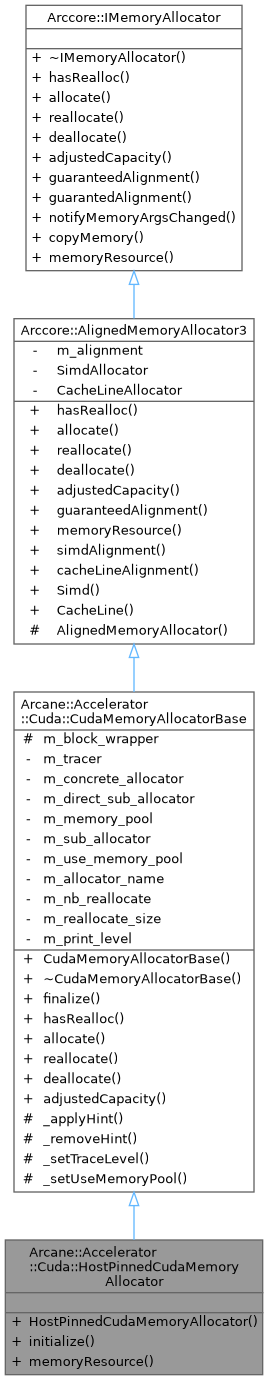 Arccore::IMemoryAllocator
+ ~IMemoryAllocator()
+ hasRealloc()
+ allocate()
+ reallocate()
+ deallocate()
+ adjustedCapacity()
+ guaranteedAlignment()
+ guarantedAlignment()
+ notifyMemoryArgsChanged()
+ copyMemory()
+ memoryResource()
Arccore::AlignedMemoryAllocator3
- m_alignment
- SimdAllocator
- CacheLineAllocator
+ hasRealloc()
+ allocate()
+ reallocate()
+ deallocate()
+ adjustedCapacity()
+ guaranteedAlignment()
+ memoryResource()
+ simdAlignment()
+ cacheLineAlignment()
+ Simd()
+ CacheLine()
# AlignedMemoryAllocator()
Arcane::Accelerator
::Cuda::CudaMemoryAllocatorBase
# m_block_wrapper
- m_tracer
- m_concrete_allocator
- m_direct_sub_allocator
- m_memory_pool
- m_sub_allocator
- m_use_memory_pool
- m_allocator_name
- m_nb_reallocate
- m_reallocate_size
- m_print_level
+ CudaMemoryAllocatorBase()
+ ~CudaMemoryAllocatorBase()
+ finalize()
+ hasRealloc()
+ allocate()
+ reallocate()
+ deallocate()
+ adjustedCapacity()
# _applyHint()
# _removeHint()
# _setTraceLevel()
# _setUseMemoryPool()
Arcane::Accelerator
::Cuda::HostPinnedCudaMemory
Allocator
+ HostPinnedCudaMemoryAllocator()
+ initialize()
+ memoryResource()